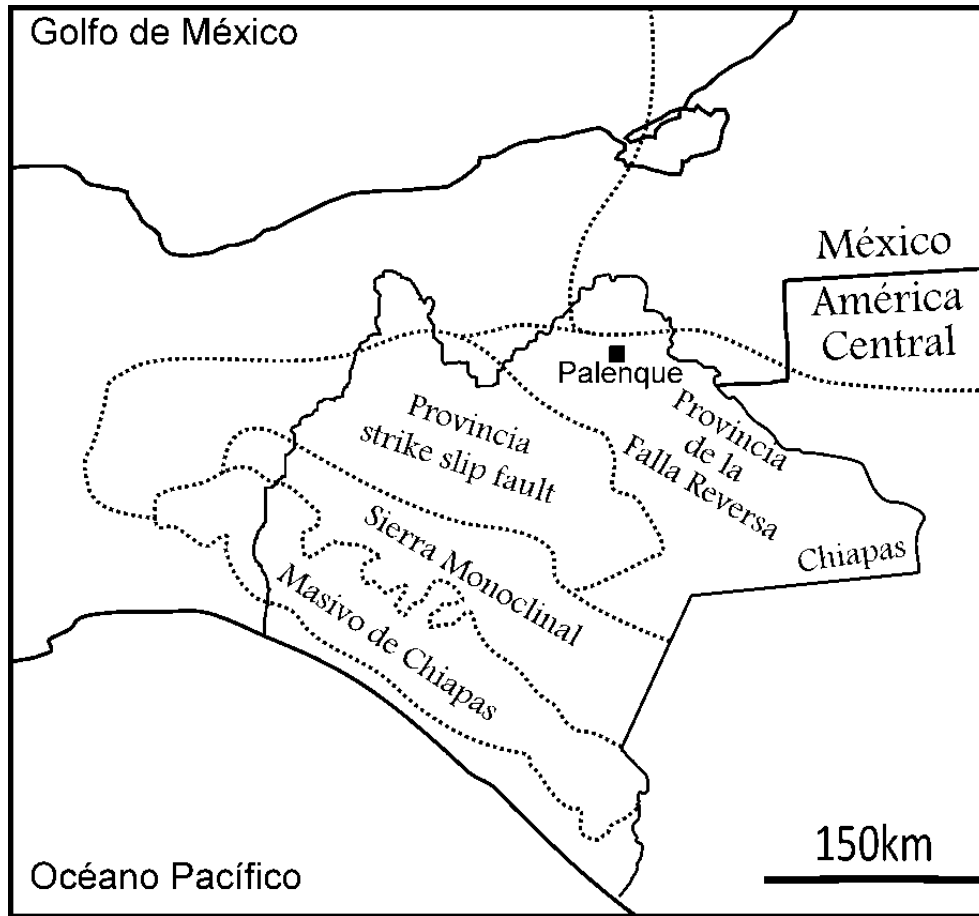 Golfo de México
México
América
Central
Palenque
Provincia
strike slip fault
Provincia
de la
Falla Reversa
Sierra Monoclinal
Chiapas
Masivo de Chiapas
150km
Océano Pacífico